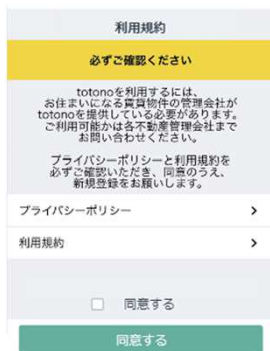 利用規約
必ずご確認ください
totonoを利用するには、
お住まいになる賃貸物件の管理会社が
totonoを提供している必要があります。
ご利用可能かは各不動産管理会社まで
お問い合わせください。
プライバシーポリシーと利用規約を
必ずご確認いただき、同意のうえ、
新規登録をお願いします。
プライバシーポリシー
利用規約
同意する
同意する